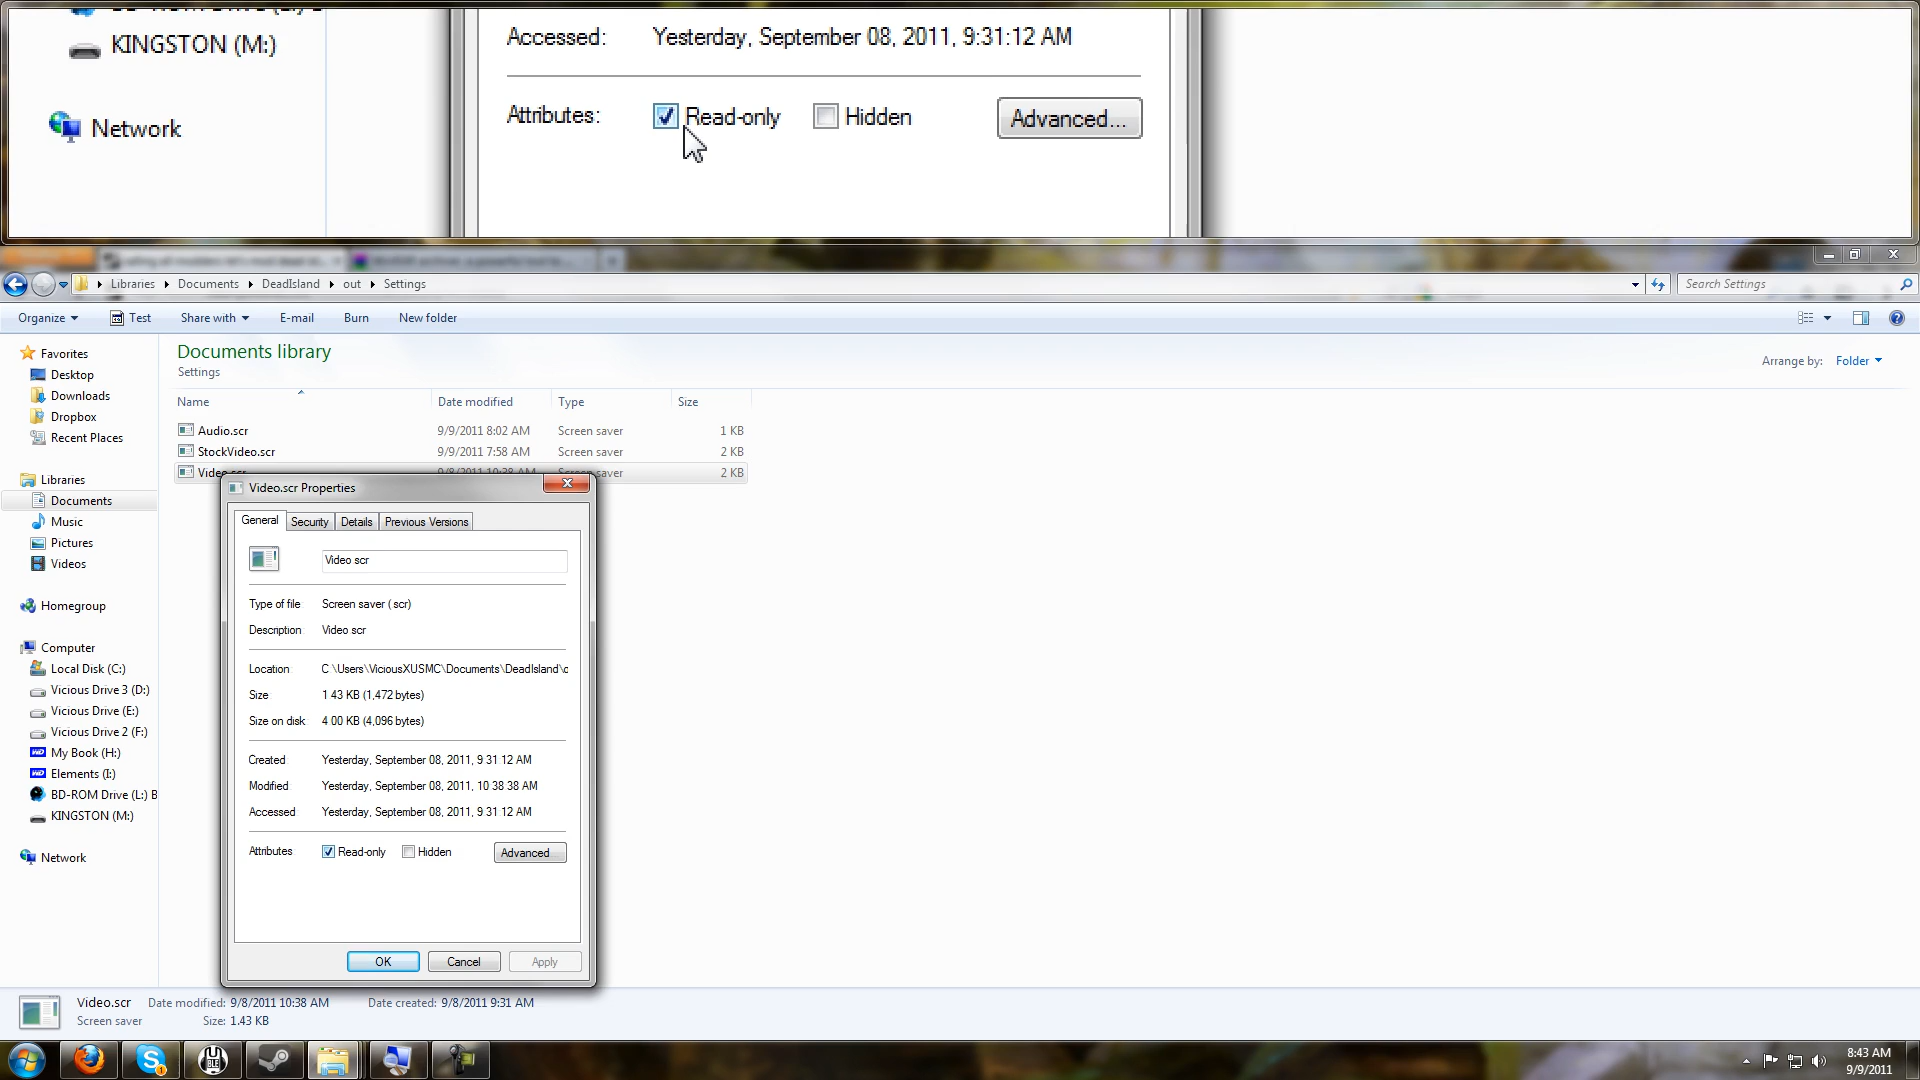 KINGSTON (M:)
Network
Accessed: Yesterday, September 08, 2011, 9:31:12 AM
Attributes: Read-only Hidden Advanced...
Libraries Documents DeadIsland out Settings
Search Settings
Organize Test Share with E-mail Burn New folder
Favorites
Desktop
Downloads
Dropbox
Recent Places
Libraries
Documents
Music
Pictures
Videos
Homegroup
Computer
Local Disk (C:)
Vicious Drive 3 (D:)
Vicious Drive (E:)
Vicious Drive 2 (F:)
My Book (H:)
Elements (I:)
BD-ROM Drive (L:) B
KINGSTON (M:)
Network
Documents library
Settings
Arrange by: Folder
Name Date modified Type Size
Audio.scr 9/9/2011 8:02 AM Screen saver 1 KB
StockVideo.scr 9/9/2011 7:58 AM Screen saver 2 KB
Video.scr 9/8/2011 10:38 AM Screen saver 2 KB
Video.scr Properties
General Security Details Previous Versions
Video scr
Type of file Screen saver ( scr)
Description Video scr
Location C \Users\ViciousXUSMC\Documents\DeadIsland\o
Size 1 43 KB (1,472 bytes)
Size on disk 4 00 KB (4,096 bytes)
Created Yesterday, September 08, 2011, 9 31 12 AM
Modified Yesterday, September 08, 2011, 10 38 38 AM
Accessed Yesterday, September 08, 2011, 9 31 12 AM
Attributes Read-only Hidden Advanced
OK Cancel Apply
Video.scr Date modified: 9/8/2011 10:38 AM Date created: 9/8/2011 9:31 AM
Screen saver Size: 1.43 KB
8:43 AM
9/9/2011